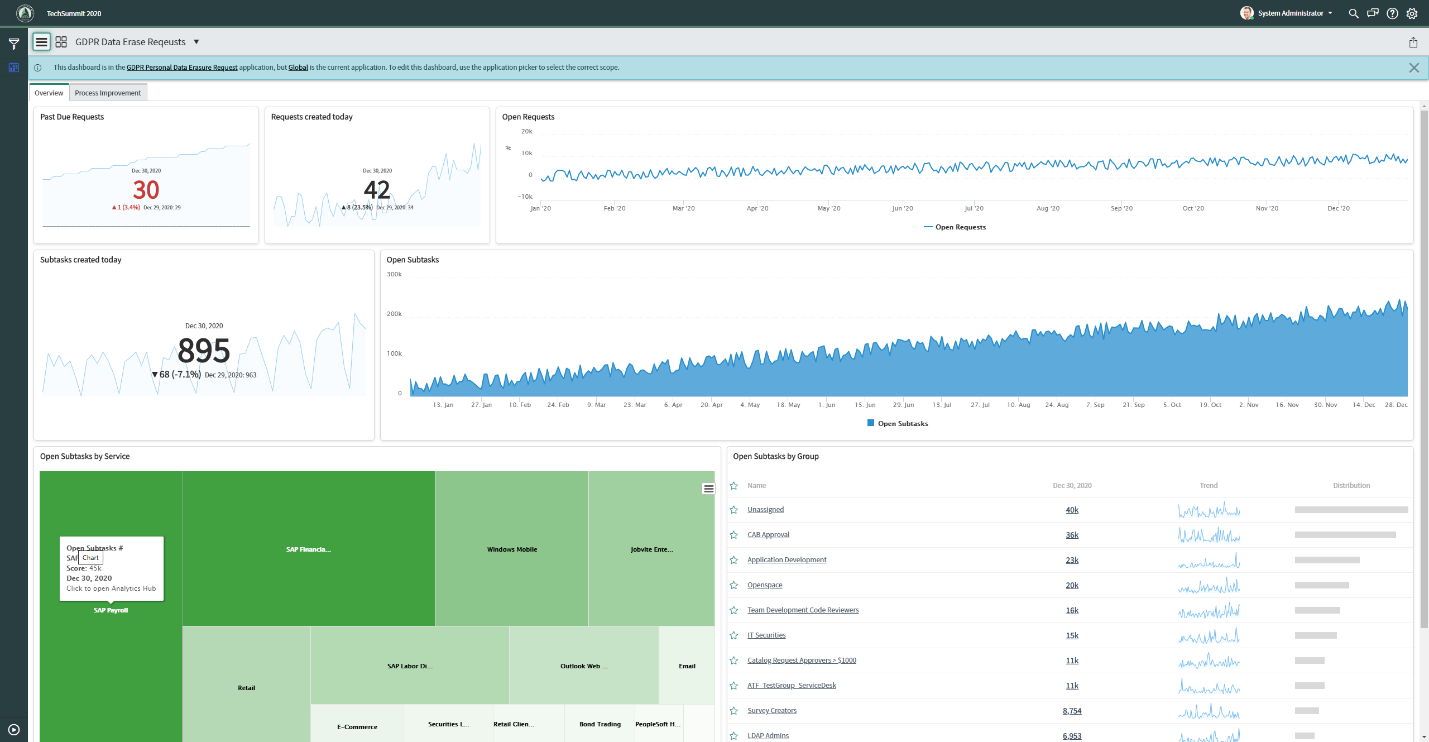 TechSummit 2020
System Administrator
GDPR Data Erase Reqeusts
This dashboard is in the GDPR Personal Data Erasure Request application, but Global is the current application. To edit this dashboard, use the application picker to select the correct scope.
Overview
Process Improvement
Past Due Requests
Dec 30, 2020
30
▲ 1 (3.4%) Dec 29, 2020: 29
Requests created today
Dec 30, 2020
42
▲ 8 (23.5%) Dec 29, 2020: 34
Open Requests
20k
#
10k
0
-10k
Jan '20 Feb '20 Mar '20 Apr '20 May '20 Jun '20 Jul '20 Aug '20 Sep '20 Oct '20 Nov '20 Dec '20
Open Requests
Subtasks created today
Dec 30, 2020
895
▼ 68 (-7.1%) Dec 29, 2020: 963
Open Subtasks
300k
200k
100k
0
13. Jan 27. Jan 10. Feb 24. Feb 9. Mar 23. Mar 6. Apr 20. Apr 4. May 18. May 1. Jun 15. Jun 29. Jun 13. Jul 27. Jul 10. Aug 24. Aug 7. Sep 21. Sep 5. Oct 19. Oct 2. Nov 16. Nov 30. Nov 14. Dec 28. Dec
Open Subtasks
Open Subtasks by Service
SAP Financia...
Windows Mobile
Jobvite Ente...
Open Subtasks #
SAP
Chart
Score: 45k
Dec 30, 2020
Click to open Analytics Hub
SAP Payroll
Retail
SAP Labor Di...
Outlook Web ...
Email
E-Commerce
Securities I...
Retail Clien...
Bond Trading
PeopleSoft H...
Open Subtasks by Group
Name Dec 30, 2020 Trend Distribution
Unassigned 40k
CAB Approval 36k
Application Development 23k
Openspace 20k
Team Development Code Reviewers 16k
IT Securities 15k
Catalog Request Approvers > $1000 11k
ATF_TestGroup_ServiceDesk 11k
Survey Creators 8,754
LDAP Admins 6,953